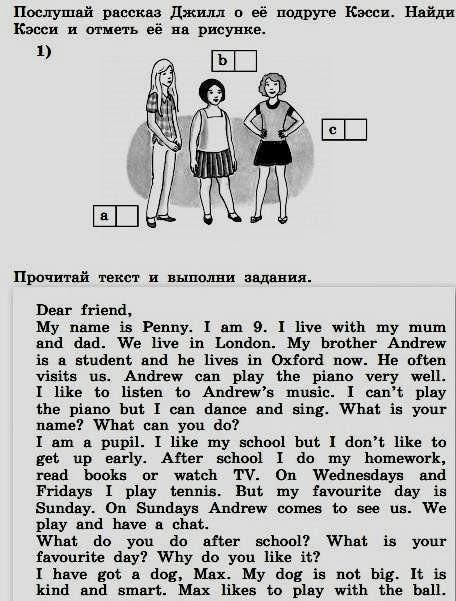 Послушай рассказ Джилл о её подруге Кэсси. Найди
Кэсси и отметь её на рисунке.
1)
b
c
a
Прочитай текст и выполни задания.
Dear friend,
My name is Penny. I am 9. I live with my mum
and dad. We live in London. My brother Andrew
is a student and he lives in Oxford now. He often
visits us. Andrew can play the piano very well.
I like to listen to Andrew's music. I can't play
the piano but I can dance and sing. What is your
name? What can you do?
I am a pupil. I like my school but I don't like to
get up early. After school I do my homework,
read books or watch TV. On Wednesdays and
Fridays I play tennis. But my favourite day is
Sunday. On Sundays Andrew comes to see us. We
play and have a chat.
What do you do after school? What is your
favourite day? Why do you like it?
I have got a dog, Max. My dog is not big. It is
kind and smart. Max likes to play with the ball.